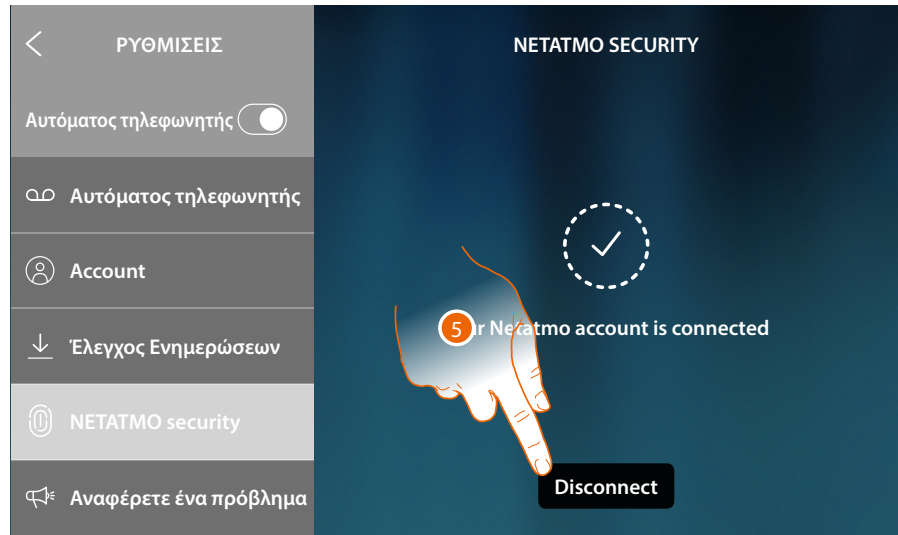 ΡΥΘΜΙΣΕΙΣ
Αυτόματος τηλεφωνητής
Αυτόματος τηλεφωνητής
Account
Έλεγχος Ενημερώσεων
NETATMO security
Αναφέρετε ένα πρόβλημα
NETATMO SECURITY
5
Netatmo account is connected
Disconnect